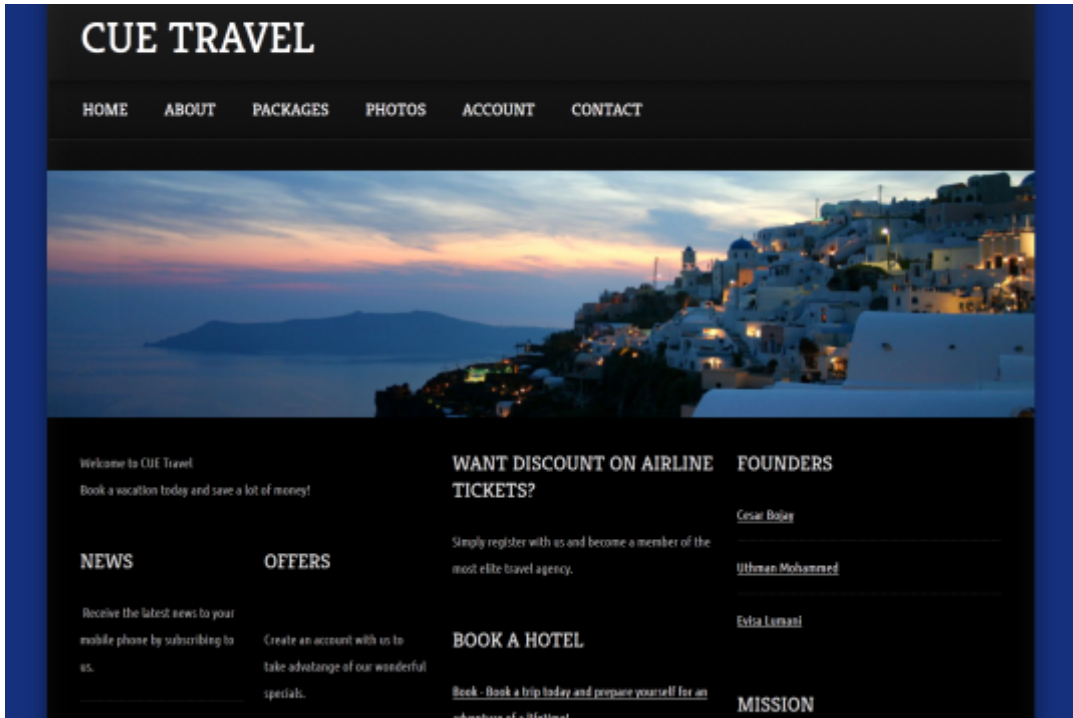 CUE TRAVEL
HOME ABOUT PACKAGES PHOTOS ACCOUNT CONTACT
Welcome to CUE Travel
Book a vacation today and save a lot of money!
NEWS
Receive the latest news to your
mobile phone by subscribing to
us.
OFFERS
Create an account with us to
take advatange of our wonderful
specials.
WANT DISCOUNT ON AIRLINE
TICKETS?
Simply register with us and become a member of the
most elite travel agency.
BOOK A HOTEL
Book - Book a trip today and prepare yourself for an
adventure of a lifetime!
FOUNDERS
Cesar Bojay
Uthman Mohammed
Evisa Lumani
MISSION